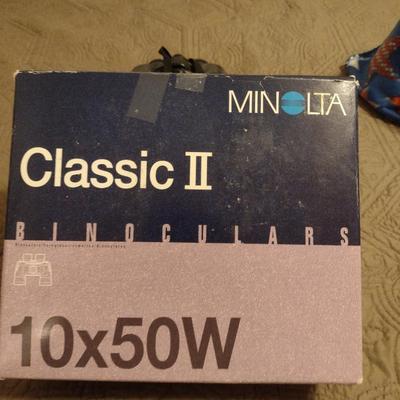 MINOLTA
Classic II
BINOCULARS
10x50W